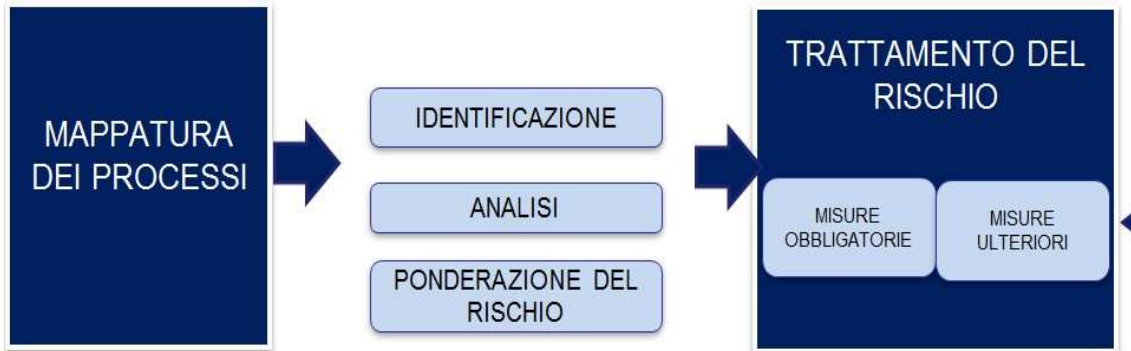 MAPPATURA
DEI PROCESSI
IDENTIFICAZIONE
ANALISI
PONDERAZIONE DEL
RISCHIO
TRATTAMENTO DEL
RISCHIO
MISURE
OBBLIGATORIE
MISURE
ULTERIORI